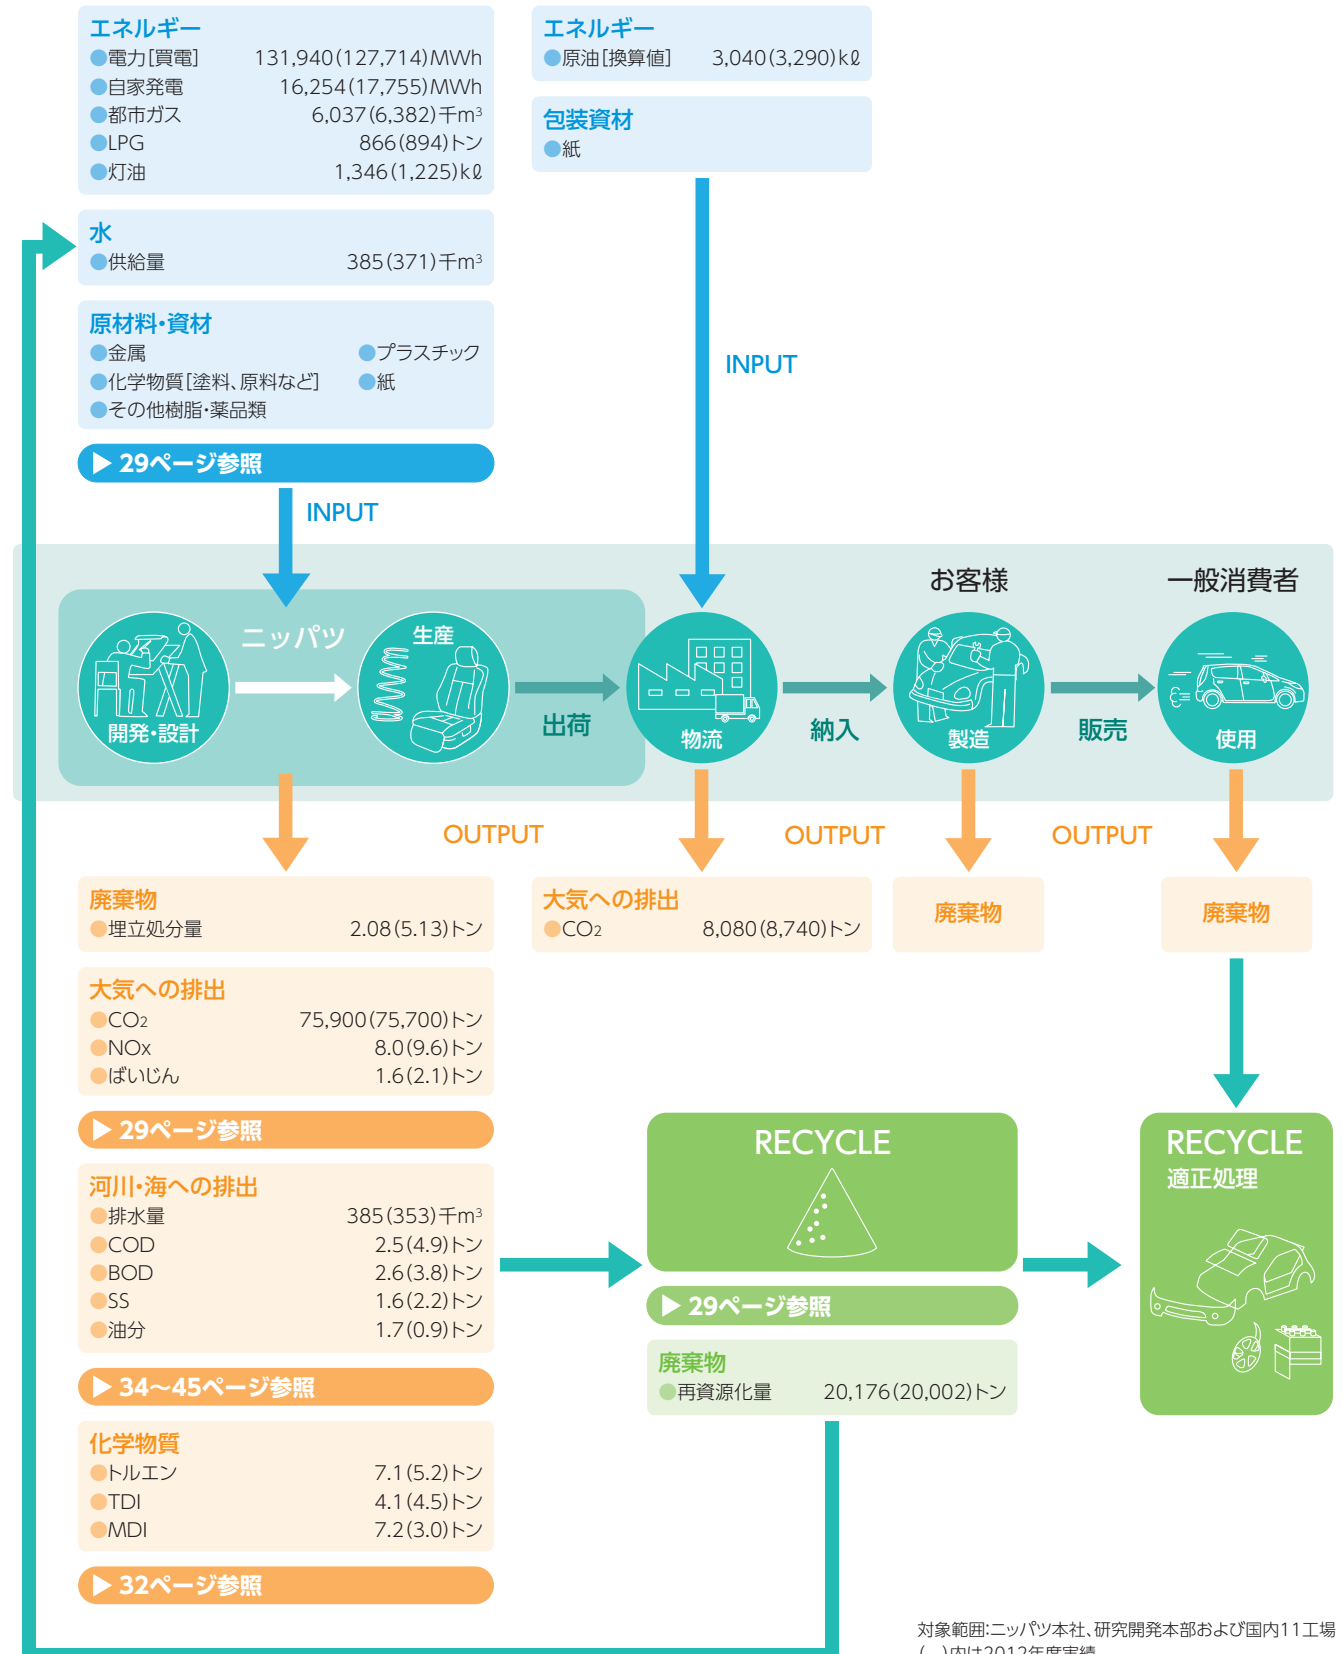 エネルギー
●電力[買電] 131,940(127,714)MWh
●自家発電 16,254(17,755)MWh
●都市ガス 6,037(6,382)千m³
●LPG 866(894)トン
●灯油 1,346(1,225)kℓ
エネルギー
●原油[換算値] 3,040(3,290)kℓ
包装資材
●紙
水
●供給量 385(371)千m³
原材料・資材
●金属 ●プラスチック
●化学物質[塗料、原料など] ●紙
●その他樹脂・薬品類
▶ 29ページ参照
INPUT
INPUT
お客様
一般消費者
ニッパツ
開発・設計
生産
出荷
物流
納入
製造
販売
使用
OUTPUT
OUTPUT
OUTPUT
廃棄物
●埋立処分量 2.08(5.13)トン
大気への排出
●CO₂ 8,080(8,740)トン
廃棄物
廃棄物
大気への排出
●CO₂ 75,900(75,700)トン
●NOx 8.0(9.6)トン
●ばいじん 1.6(2.1)トン
▶ 29ページ参照
河川・海への排出
●排水量 385(353)千m³
●COD 2.5(4.9)トン
●BOD 2.6(3.8)トン
●SS 1.6(2.2)トン
●油分 1.7(0.9)トン
▶ 34〜45ページ参照
化学物質
●トルエン 7.1(5.2)トン
●TDI 4.1(4.5)トン
●MDI 7.2(3.0)トン
▶ 32ページ参照
RECYCLE
▶ 29ページ参照
廃棄物
●再資源化量 20,176(20,002)トン
RECYCLE
適正処理
対象範囲:ニッパツ本社、研究開発本部および国内11工場
( )内は2012年度実績